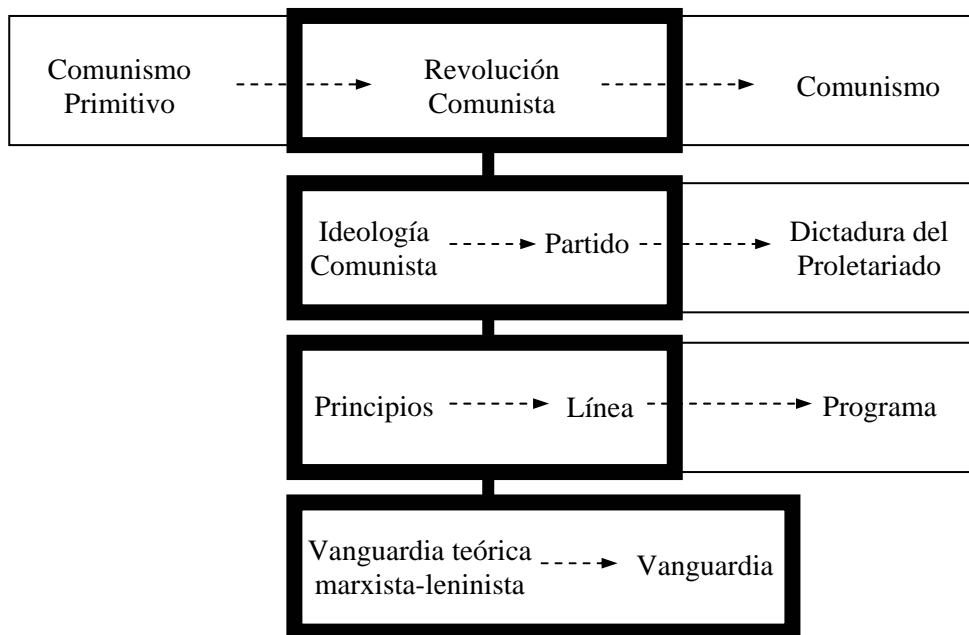 Comunismo
Primitivo
Revolución
Comunista
Comunismo
Ideología
Comunista
Partido
Dictadura del
Proletariado
Principios
Línea
Programa
Vanguardia teórica
marxista-leninista
Vanguardia